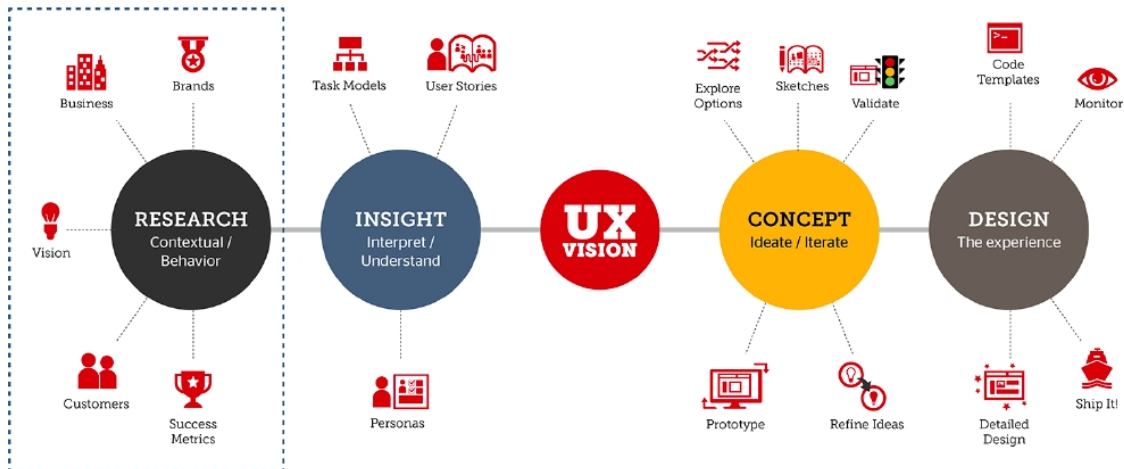 Business
Brands
Vision
RESEARCH
Contextual /
Behavior
Customers
Success
Metrics
Task Models
User Stories
INSIGHT
Interpret /
Understand
Personas
UX
VISION
Explore
Options
Sketches
Validate
CONCEPT
Ideate / Iterate
Prototype
Refine Ideas
>_
Code
Templates
Monitor
DESIGN
The experience
Detailed
Design
Ship It!